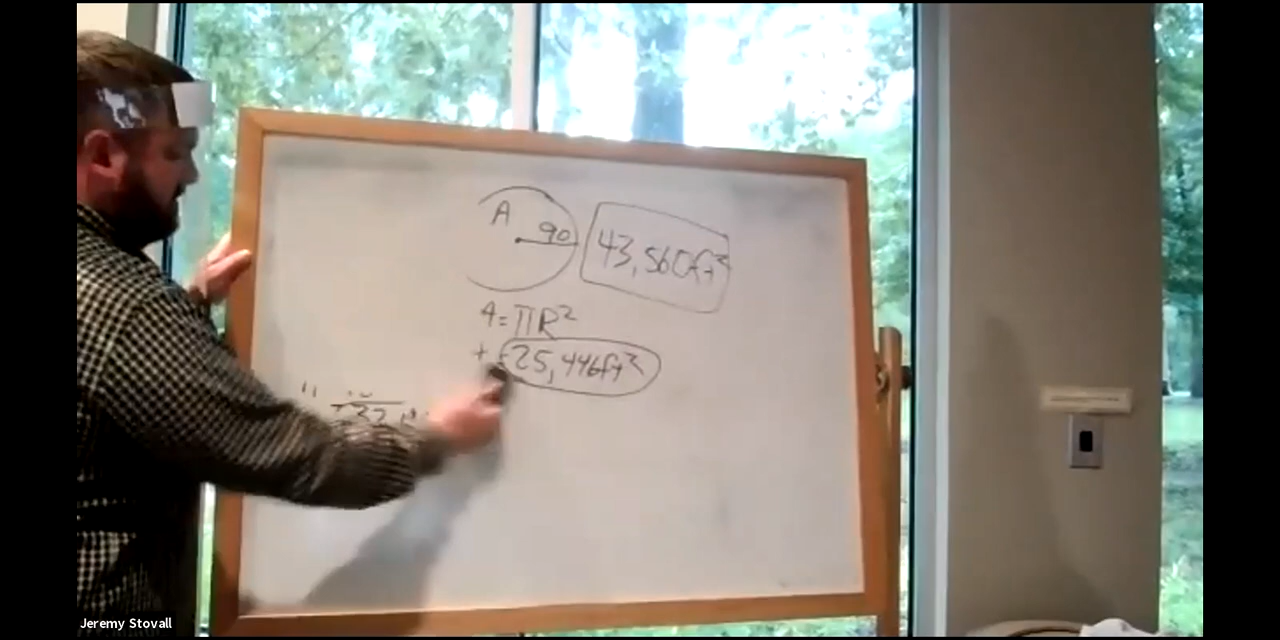 A 90
43,560ft²
A=πR²
25,446ft²
Jeremy Stovall